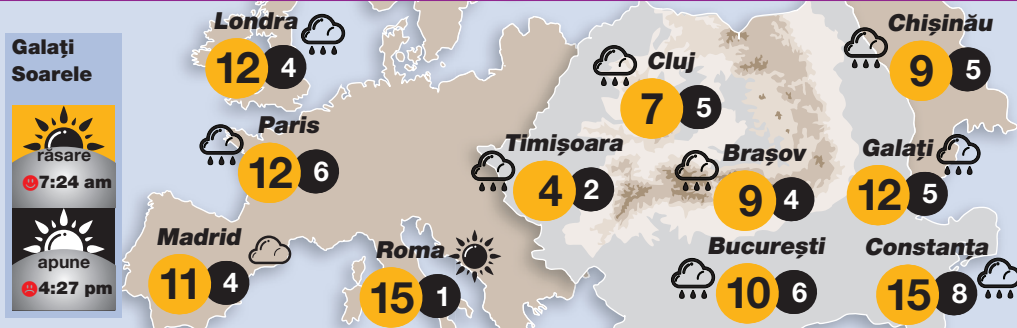 Galați
Soarele
răsare
7:24 am
apune
4:27 pm
Londra
12 4
Paris
12 6
Madrid
11 4
Roma
15 1
Cluj
7 5
Timișoara
4 2
Brașov
9 4
București
10 6
Chișinău
9 5
Galați
12 5
Constanța
15 8